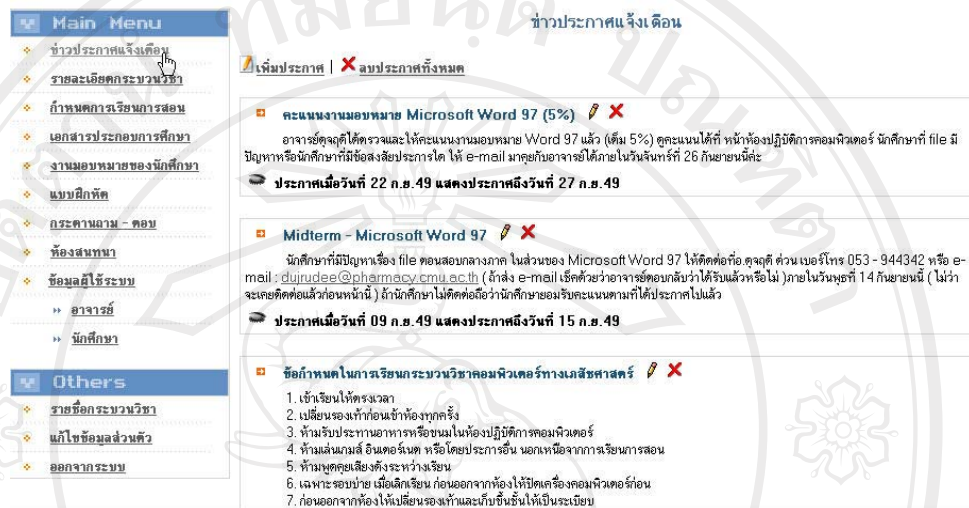 Main Menu
ข่าวประกาศแจ้งเตือน
รายละเอียดกระบวนวิชา
กำหนดการเรียนการสอน
เอกสารประกอบการศึกษา
งานมอบหมายของนักศึกษา
แบบฝึกหัด
กระดานถาม - ตอบ
ห้องสนทนา
ข้อมูลผู้ใช้ระบบ
อาจารย์
นักศึกษา
Others
รายชื่อกระบวนวิชา
แก้ไขข้อมูลส่วนตัว
ออกจากระบบ
ข่าวประกาศแจ้งเตือน
เพิ่มประกาศ | ลบประกาศทั้งหมด
คะแนนงานมอบหมาย Microsoft Word 97 (5%)
อาจารย์ดุจฤดีได้ตรวจและให้คะแนนงานมอบหมาย Word 97 แล้ว (เต็ม 5%) ดูคะแนนได้ที่ หน้าห้องปฏิบัติการคอมพิวเตอร์ นักศึกษาที่ file มี
ปัญหาหรือนักศึกษาที่มีข้อสงสัยประการใด ให้ e-mail มาคุยกับอาจารย์ได้ภายในวันจันทร์ที่ 26 กันยายนนี้ค่ะ
ประกาศเมื่อวันที่ 22 ก.ย.49 แสดงประกาศถึงวันที่ 27 ก.ย.49
Midterm - Microsoft Word 97
นักศึกษาที่มีปัญหาเรื่อง file ตอนสอบกลางภาค ในส่วนของ Microsoft Word 97 ให้ติดต่อที่อ.ดุจฤดี ด่วน เบอร์โทร 053 - 944342 หรือ e-
mail : dujrudee@pharmacy.cmu.ac.th ( ถ้าส่ง e-mail เช็คด้วยว่าอาจารย์ตอบกลับว่าได้รับแล้วหรือไม่ )ภายในวันพุธที่ 14 กันยายนนี้ ( ไม่ว่า
จะเคยติดต่อแล้วก่อนหน้านี้ ) ถ้านักศึกษาไม่ติดต่อถือว่านักศึกษายอมรับคะแนนตามที่ได้ประกาศไปแล้ว
ประกาศเมื่อวันที่ 09 ก.ย.49 แสดงประกาศถึงวันที่ 15 ก.ย.49
ข้อกำหนดในการเรียนกระบวนวิชาคอมพิวเตอร์ทางเภสัชศาสตร์
1. เข้าเรียนให้ตรงเวลา
2. เปลี่ยนรองเท้าก่อนเข้าห้องทุกครั้ง
3. ห้ามรับประทานอาหารหรือขนมในห้องปฏิบัติการคอมพิวเตอร์
4. ห้ามเล่นเกมส์ อินเตอร์เนต หรือโดยประการอื่น นอกเหนือจากการเรียนการสอน
5. ห้ามพูดคุยเสียงดังระหว่างเรียน
6. เฉพาะรอบบ่าย เมื่อเลิกเรียน ก่อนออกจากห้องให้ปิดเครื่องคอมพิวเตอร์ก่อน
7. ก่อนออกจากห้องให้เปลี่ยนรองเท้าและเก็บขึ้นชั้นให้เป็นระเบียบ